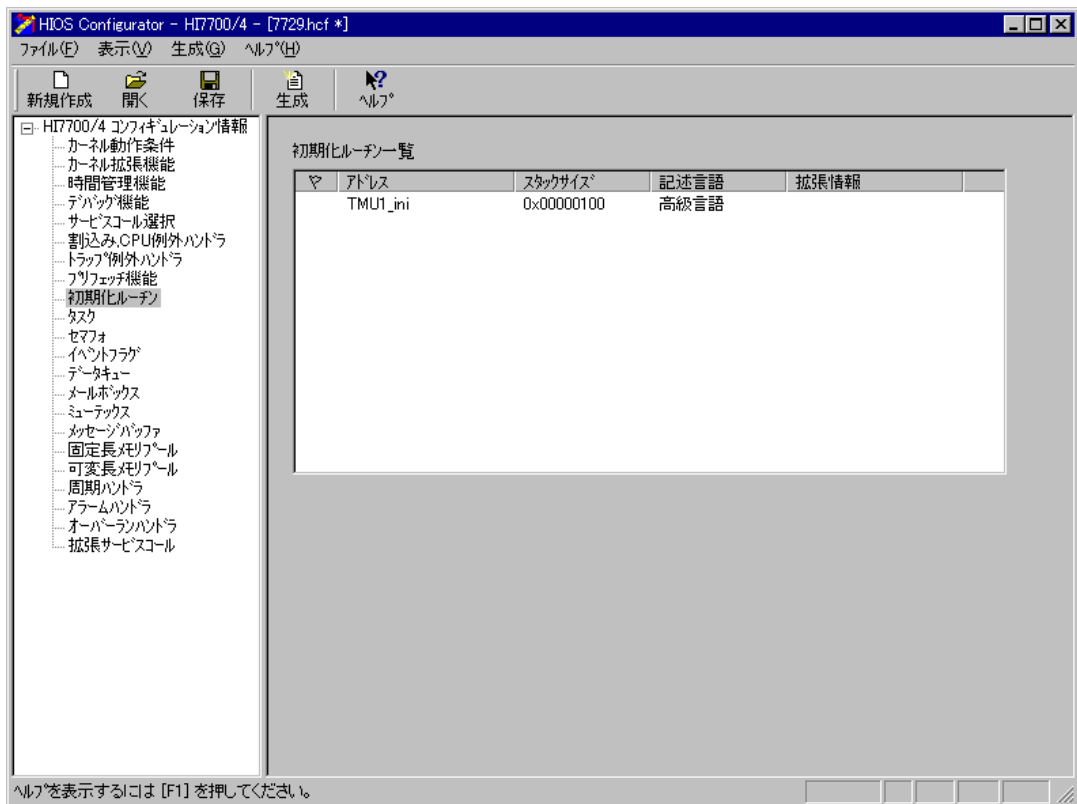 HIOS Configurator - HI7700/4 - [7729.hcf *]
ファイル(F) 表示(V) 生成(G) ヘルプ(H)
新規作成 開く 保存 生成 ヘルプ
HI7700/4 コンフィギュレーション情報
カーネル動作条件
カーネル拡張機能
時間管理機能
デバッグ機能
サービスコール選択
割込み,CPU例外ハンドラ
トラップ例外ハンドラ
プリフェッチ機能
初期化ルーチン
タスク
セマフォ
イベントフラグ
データキュー
メールボックス
ミューテックス
メッセージバッファ
固定長メモリプール
可変長メモリプール
周期ハンドラ
アラームハンドラ
オーバーランハンドラ
拡張サービスコール
初期化ルーチン一覧
アドレス スタックサイズ 記述言語 拡張情報
TMU1_ini 0x00000100 高級言語
ヘルプを表示するには [F1] を押してください。